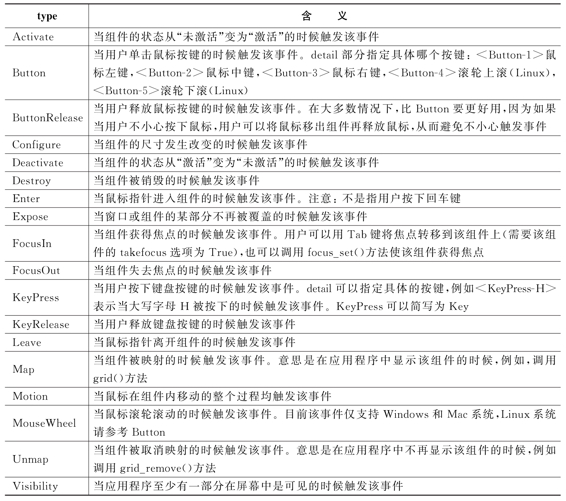 type 含 义
Activate 当组件的状态从“未激活”变为“激活”的时候触发该事件
当用户单击鼠标按键的时候触发该事件。detail 部分指定具体哪个按键：<Button-1>鼠
Button 标左键，<Button-2>鼠标中键，<Button-3>鼠标右键，<Button-4>滚轮上滚(Linux)，
<Button-5>滚轮下滚(Linux)
当用户释放鼠标按键的时候触发该事件。在大多数情况下，比 Button 要更好用，因为如果
ButtonRelease 当用户不小心按下鼠标，用户可以将鼠标移出组件再释放鼠标，从而避免不小心触发事件
Configure 当组件的尺寸发生改变的时候触发该事件
Deactivate 当组件的状态从“激活”变为“未激活”的时候触发该事件
Destroy 当组件被销毁的时候触发该事件
Enter 当鼠标指针进入组件的时候触发该事件。注意：不是指用户按下回车键
Expose 当窗口或组件的某部分不再被覆盖的时候触发该事件
当组件获得焦点的时候触发该事件。用户可以用 Tab 键将焦点转移到该组件上(需要该组
FocusIn 件的 takefocus 选项为 True)，也可以调用 focus_set()方法使该组件获得焦点
FocusOut 当组件失去焦点的时候触发该事件
当用户按下键盘按键的时候触发该事件。detail 可以指定具体的按键，例如<KeyPress-H>
KeyPress 表示当大写字母 H 被按下的时候触发该事件。KeyPress 可以简写为 Key
KeyRelease 当用户释放键盘按键的时候触发该事件
Leave 当鼠标指针离开组件的时候触发该事件
当组件被映射的时候触发该事件。意思是在应用程序中显示该组件的时候，例如，调用
Map grid()方法
Motion 当鼠标在组件内移动的整个过程均触发该事件
当鼠标滚轮滚动的时候触发该事件。目前该事件仅支持 Windows 和 Mac 系统，Linux 系统
MouseWheel 请参考 Button
当组件被取消映射的时候触发该事件。意思是在应用程序中不再显示该组件的时候，例如
Unmap 调用 grid_remove()方法
Visibility 当应用程序至少有一部分在屏幕中是可见的时候触发该事件